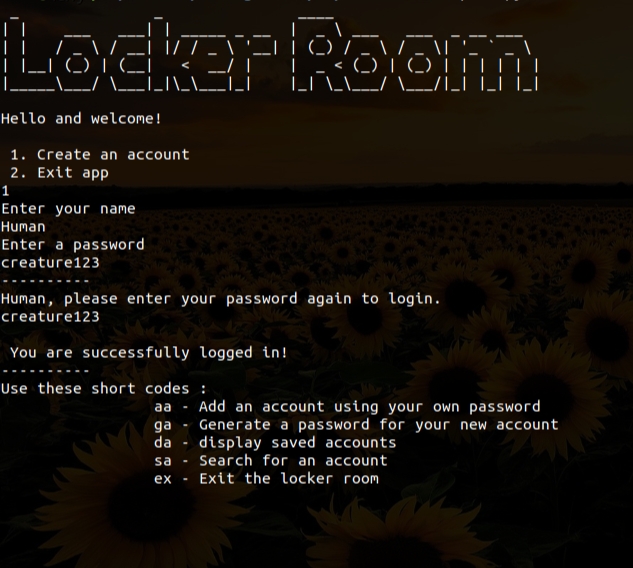 Locker Room
Hello and welcome!
1. Create an account
2. Exit app
1
Enter your name
Human
Enter a password
creature123
----------
Human, please enter your password again to login.
creature123
You are successfully logged in!
----------
Use these short codes :
aa - Add an account using your own password
ga - Generate a password for your new account
da - display saved accounts
sa - Search for an account
ex - Exit the locker room